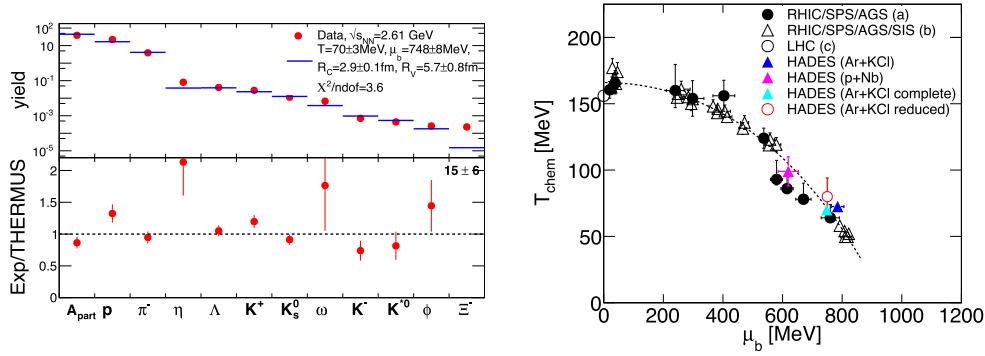 10²
10
10⁻¹
10⁻³
10⁻⁵
yield
Data, √s_NN=2.61 GeV
T=70±3MeV, μ_b=748±8MeV,
R_C=2.9±0.1fm, R_V=5.7±0.8fm
X²/ndof=3.6
2
1.5
1
0.5
0
Exp/THERMUS
15 ± 6
A_part p π⁻ η Λ K⁺ K⁰_s ω K⁻ K*⁰ ϕ Ξ⁻
RHIC/SPS/AGS (a)
RHIC/SPS/AGS/SIS (b)
LHC (c)
HADES (Ar+KCl)
HADES (p+Nb)
HADES (Ar+KCl complete)
HADES (Ar+KCl reduced)
200
150
100
50
0
T_chem [MeV]
0 200 400 600 800 1000 1200
μ_b [MeV]